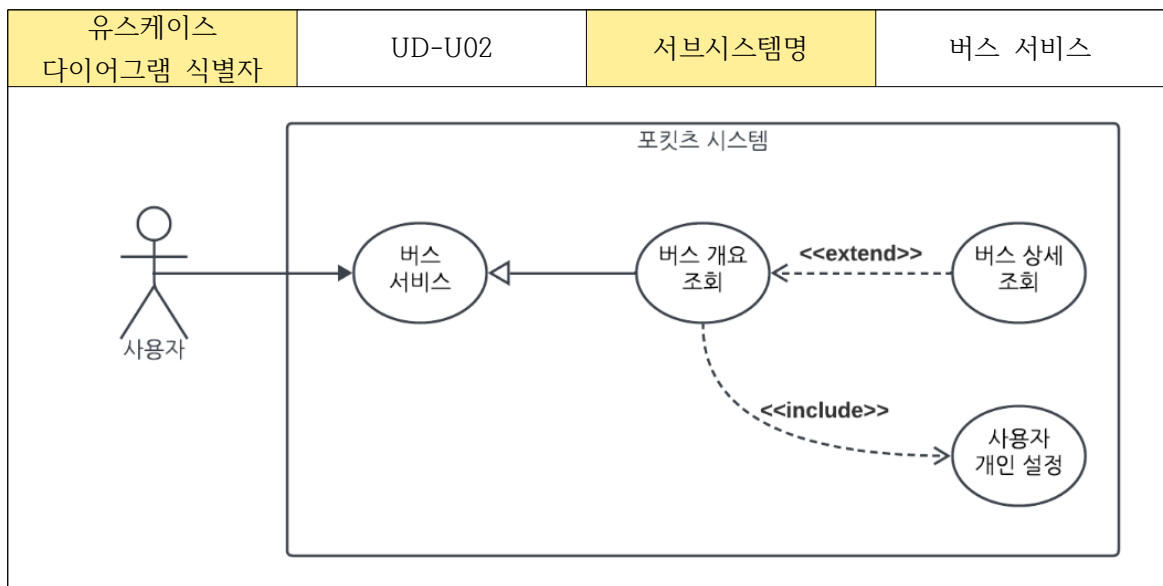 유스케이스
다이어그램 식별자
UD-U02
서브시스템명
버스 서비스
포킷츠 시스템
사용자
버스
서비스
버스 개요
조회
<<extend>>
버스 상세
조회
<<include>>
사용자
개인 설정